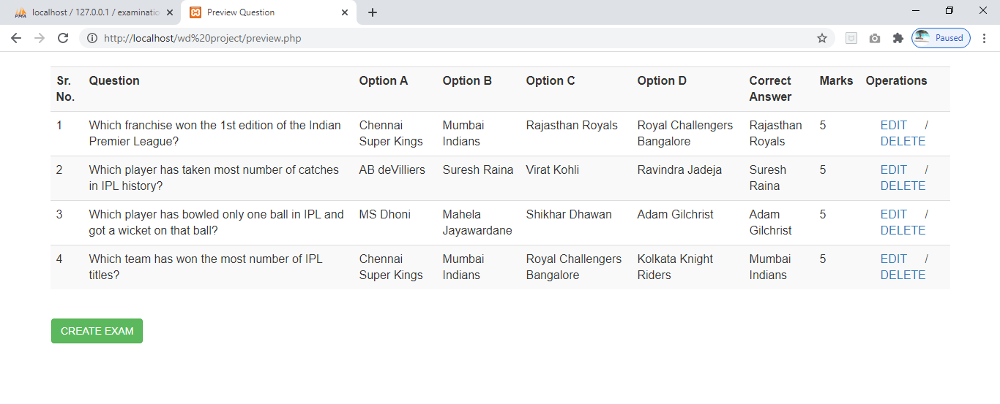 localhost / 127.0.0.1 / examinatio
Preview Question
http://localhost/wd%20project/preview.php
Paused
Sr. No. Question Option A Option B Option C Option D Correct Answer Marks Operations
1 Which franchise won the 1st edition of the Indian Premier League? Chennai Super Kings Mumbai Indians Rajasthan Royals Royal Challengers Bangalore Rajasthan Royals 5 EDIT / DELETE
2 Which player has taken most number of catches in IPL history? AB deVilliers Suresh Raina Virat Kohli Ravindra Jadeja Suresh Raina 5 EDIT / DELETE
3 Which player has bowled only one ball in IPL and got a wicket on that ball? MS Dhoni Mahela Jayawardane Shikhar Dhawan Adam Gilchrist Adam Gilchrist 5 EDIT / DELETE
4 Which team has won the most number of IPL titles? Chennai Super Kings Mumbai Indians Royal Challengers Bangalore Kolkata Knight Riders Mumbai Indians 5 EDIT / DELETE
CREATE EXAM